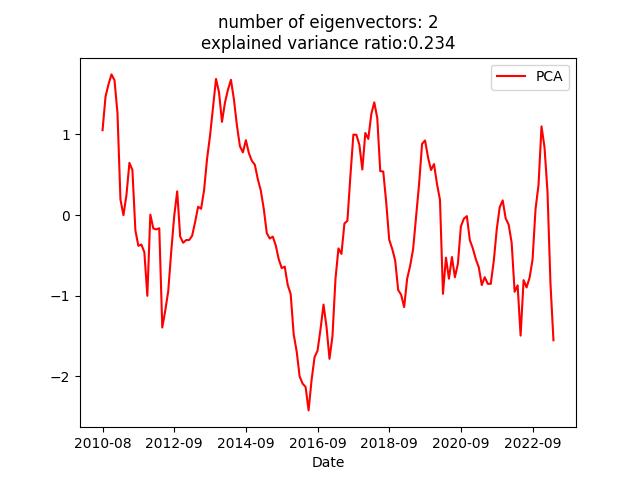 number of eigenvectors: 2
explained variance ratio:0.234
PCA
1
0
−1
−2
2010-08 2012-09 2014-09 2016-09 2018-09 2020-09 2022-09
Date